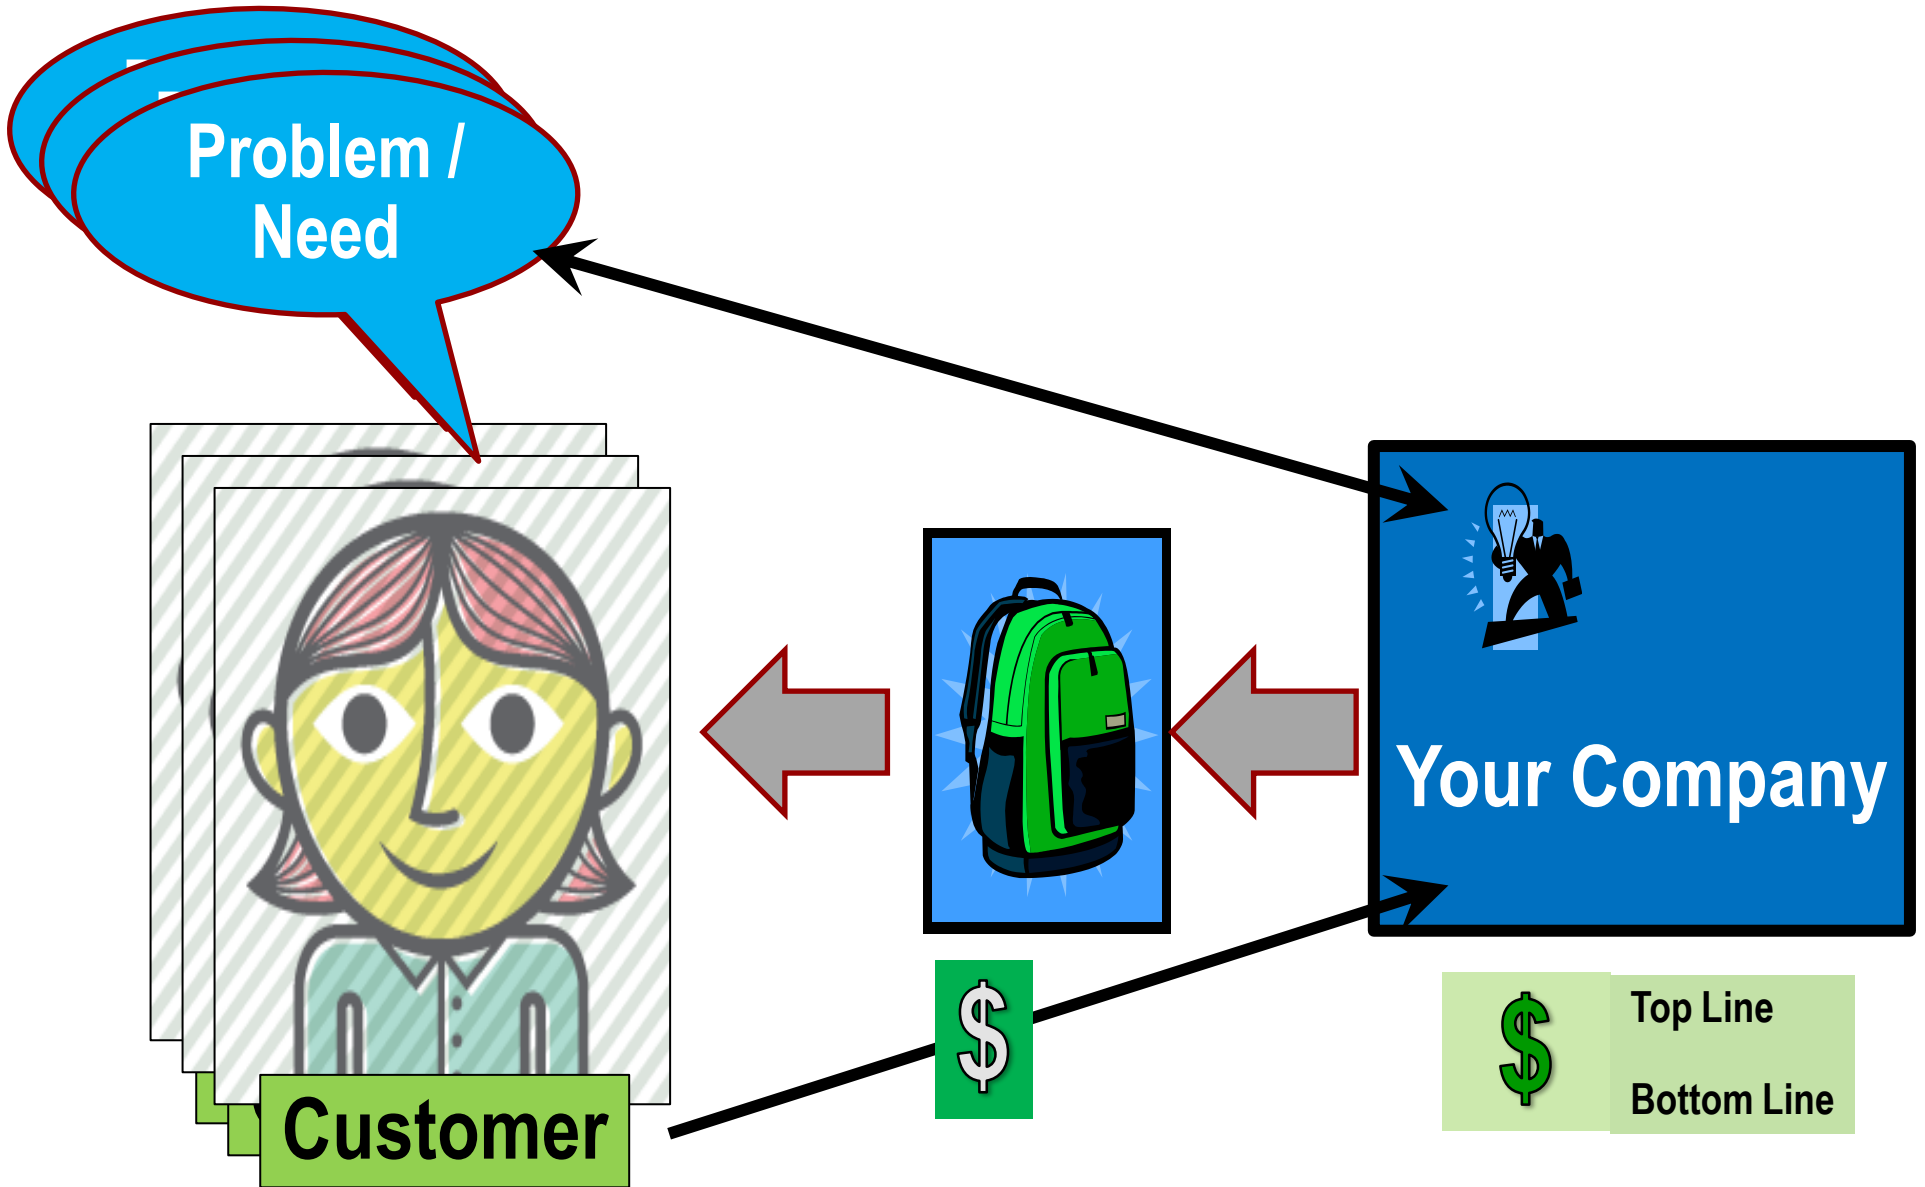 Problem /
Need
Your Company
$
$
Top Line
Bottom Line
Customer